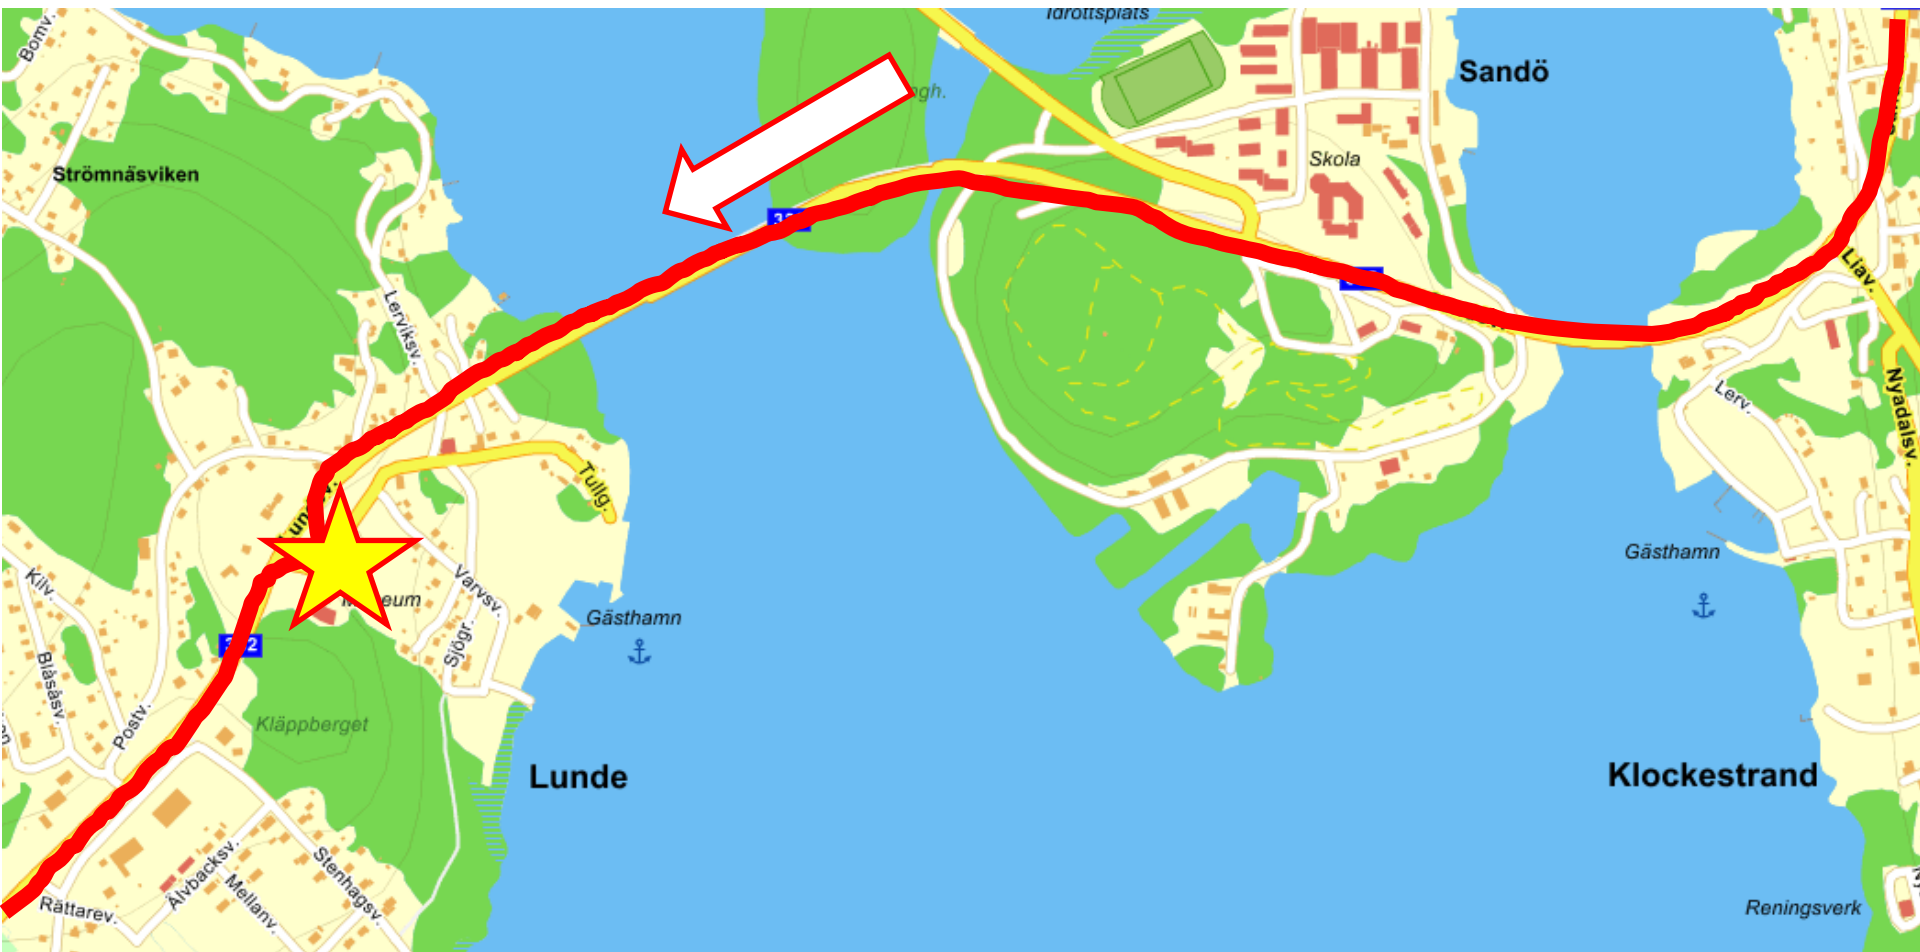 Bomv.
Idrottsplats
Sandö
ngh.
Skola
Strömnäsviken
Lerviksv.
Liav.
Nyadalsv.
Lerv.
Tullg.
Gästhamn
Kilv.
Varvsv.
Gästhamn
Sjögr.
Blåsåsv.
Postv.
Kläppberget
Lunde
Klockestrand
Älvbacksv.
Stenhagsv.
Mellanv.
Rättarev.
Reningsverk